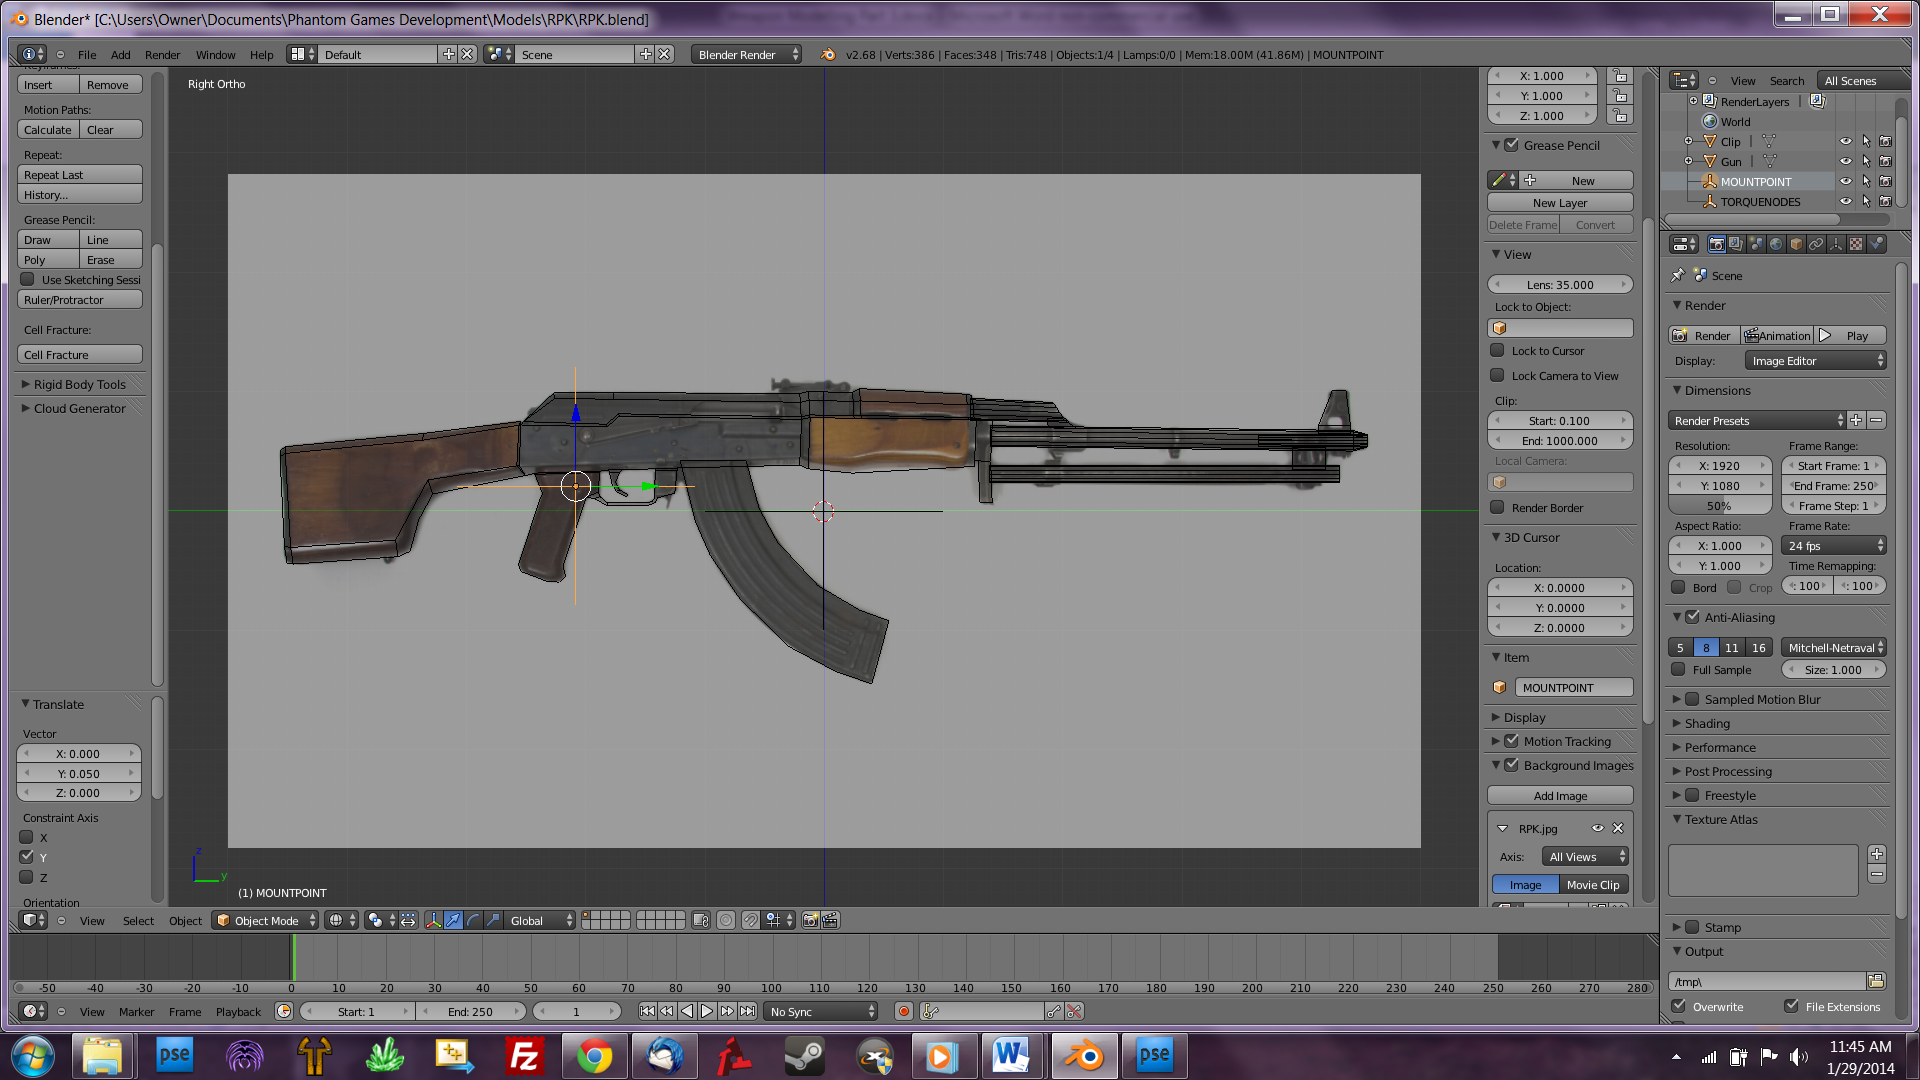 Blender* [C:\Users\Owner\Documents\Phantom Games Development\Models\RPK\RPK.blend]
File Add Render Window Help Default Scene Blender Render v2.68 | Verts:386 | Faces:348 | Tris:748 | Objects:1/4 | Lamps:0/0 | Mem:18.00M (41.86M) | MOUNTPOINT
Insert Remove
Motion Paths:
Calculate Clear
Repeat:
Repeat Last
History...
Grease Pencil:
Draw Line
Poly Erase
Use Sketching Sessi
Ruler/Protractor
Cell Fracture:
Cell Fracture
Rigid Body Tools
Cloud Generator
Translate
Vector
X: 0.000
Y: 0.050
Z: 0.000
Constraint Axis
X
Y
Z
Orientation
Right Ortho
z
y
(1) MOUNTPOINT
X: 1.000
Y: 1.000
Z: 1.000
Grease Pencil
New
New Layer
Delete Frame Convert
View
Lens: 35.000
Lock to Object:
Lock to Cursor
Lock Camera to View
Clip:
Start: 0.100
End: 1000.000
Local Camera:
Render Border
3D Cursor
Location:
X: 0.0000
Y: 0.0000
Z: 0.0000
Item
MOUNTPOINT
Display
Motion Tracking
Background Images
Add Image
RPK.jpg
Axis: All Views
Image Movie Clip
View Search All Scenes
RenderLayers |
World
Clip |
Gun |
MOUNTPOINT
TORQUENODES
Scene
Render
Render Animation Play
Display: Image Editor
Dimensions
Render Presets
Resolution: Frame Range:
X: 1920 Start Frame: 1
Y: 1080 End Frame: 250
50% Frame Step: 1
Aspect Ratio: Frame Rate:
X: 1.000 24 fps
Y: 1.000 Time Remapping:
Bord Crop : 100 : 100
Anti-Aliasing
5 8 11 16 Mitchell-Netraval
Full Sample Size: 1.000
Sampled Motion Blur
Shading
Performance
Post Processing
Freestyle
Texture Atlas
Stamp
Output
/tmp\
Overwrite File Extensions
View Select Object Object Mode Global
-50 -40 -30 -20 -10 0 10 20 30 40 50 60 70 80 90 100 110 120 130 140 150 160 170 180 190 200 210 220 230 240 250 260 270 280
View Marker Frame Playback Start: 1 End: 250 1 No Sync
pse Fz W pse
11:45 AM
1/29/2014